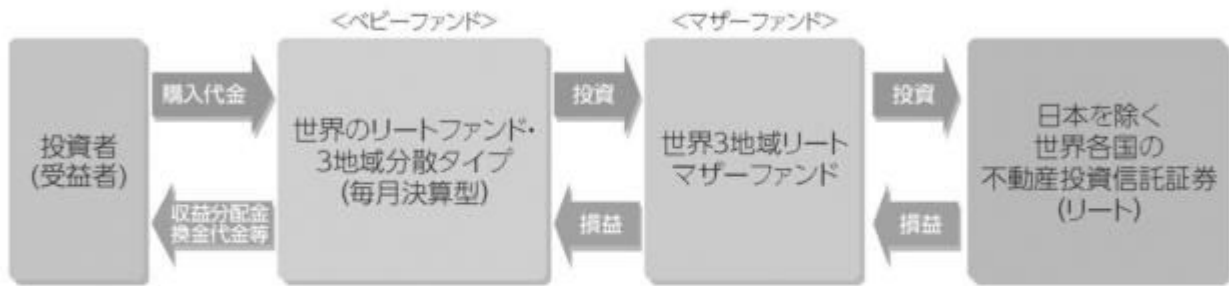 <ベビーファンド>
<マザーファンド>
投資者
(受益者)
購入代金
収益分配金
換金代金等
世界のリートファンド・
3地域分散タイプ
(毎月決算型)
投資
損益
世界3地域リート
マザーファンド
投資
損益
日本を除く
世界各国の
不動産投資信託証券
(リート)